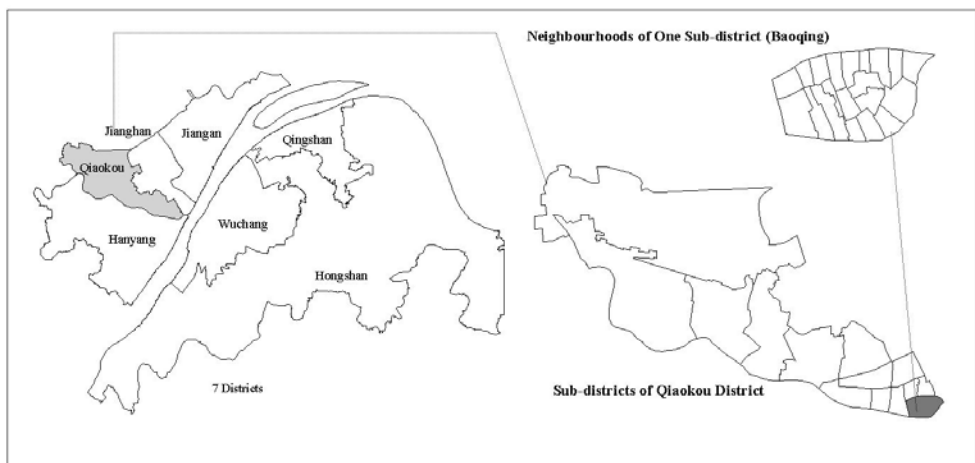 Neighbourhoods of One Sub-district (Baoqing)
Jianghan
Jiangan
Qingshan
Qiaokou
Wuchang
Hanyang
Hongshan
7 Districts
Sub-districts of Qiaokou District